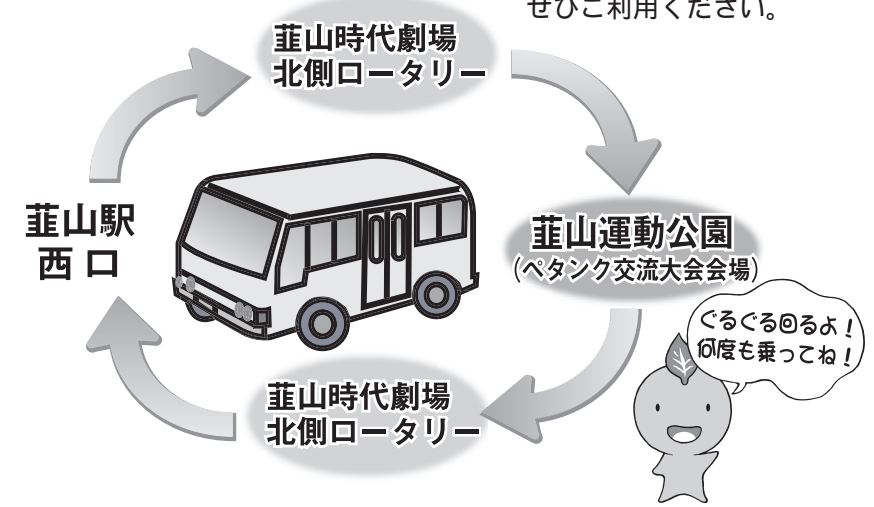 ぜひご利用ください。
韮山時代劇場
北側ロータリー
韮山駅
西口
韮山運動公園
(ペタンク交流大会会場)
ぐるぐる回るよ!
何度も乗ってね!
韮山時代劇場
北側ロータリー